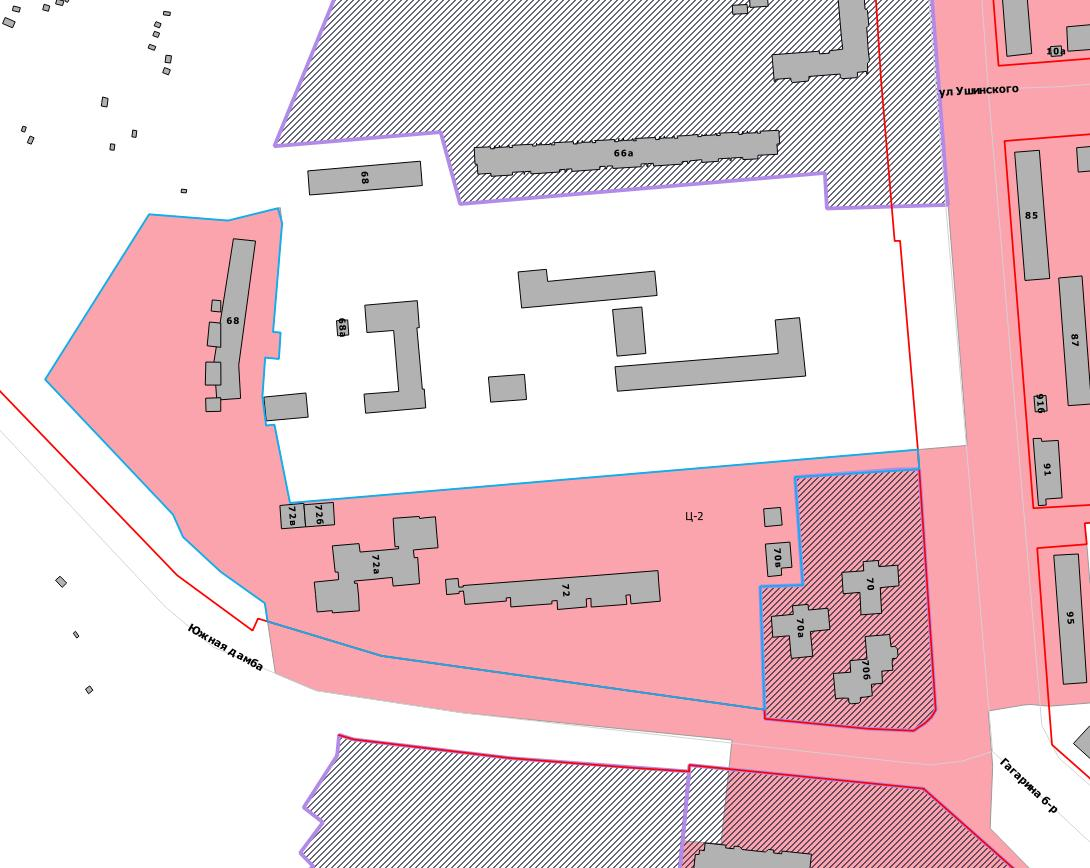 10а
ул Ушинского
66а
68
85
68
68а
87
91б
91
72в
72б
Ц-2
72а
70в
72
70
70а
95
70б
Южная дамба
Гагарина б-р